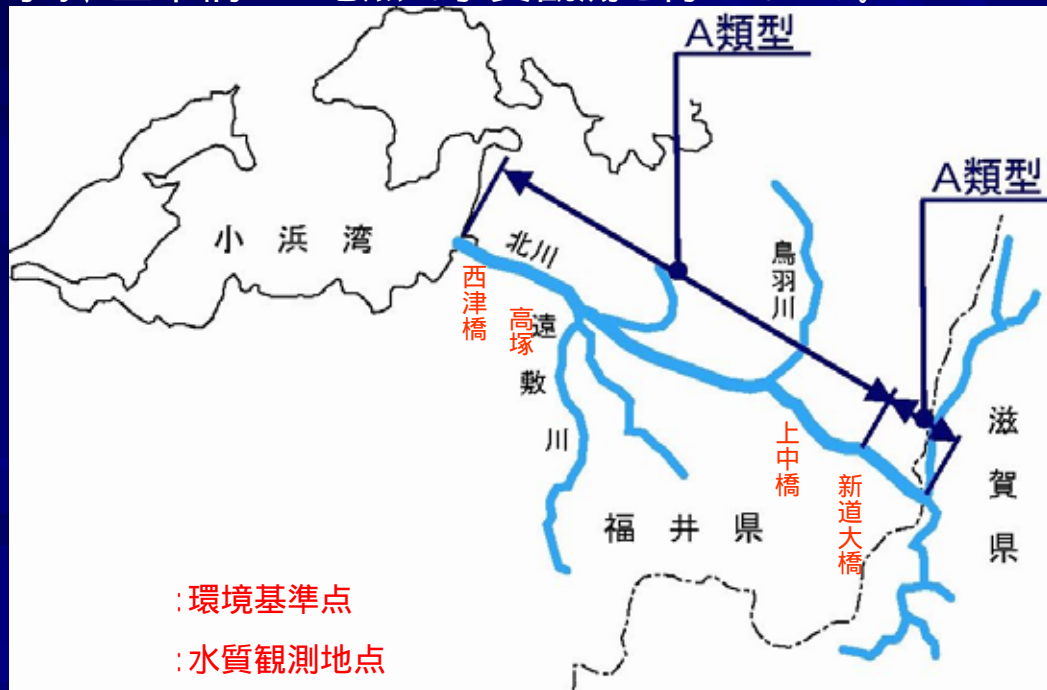 A類型
A類型
小浜湾
北川
鳥羽川
西津橋
高塚
遠敷川
上中橋
新道大橋
滋賀県
福井県
:環境基準点
:水質観測地点